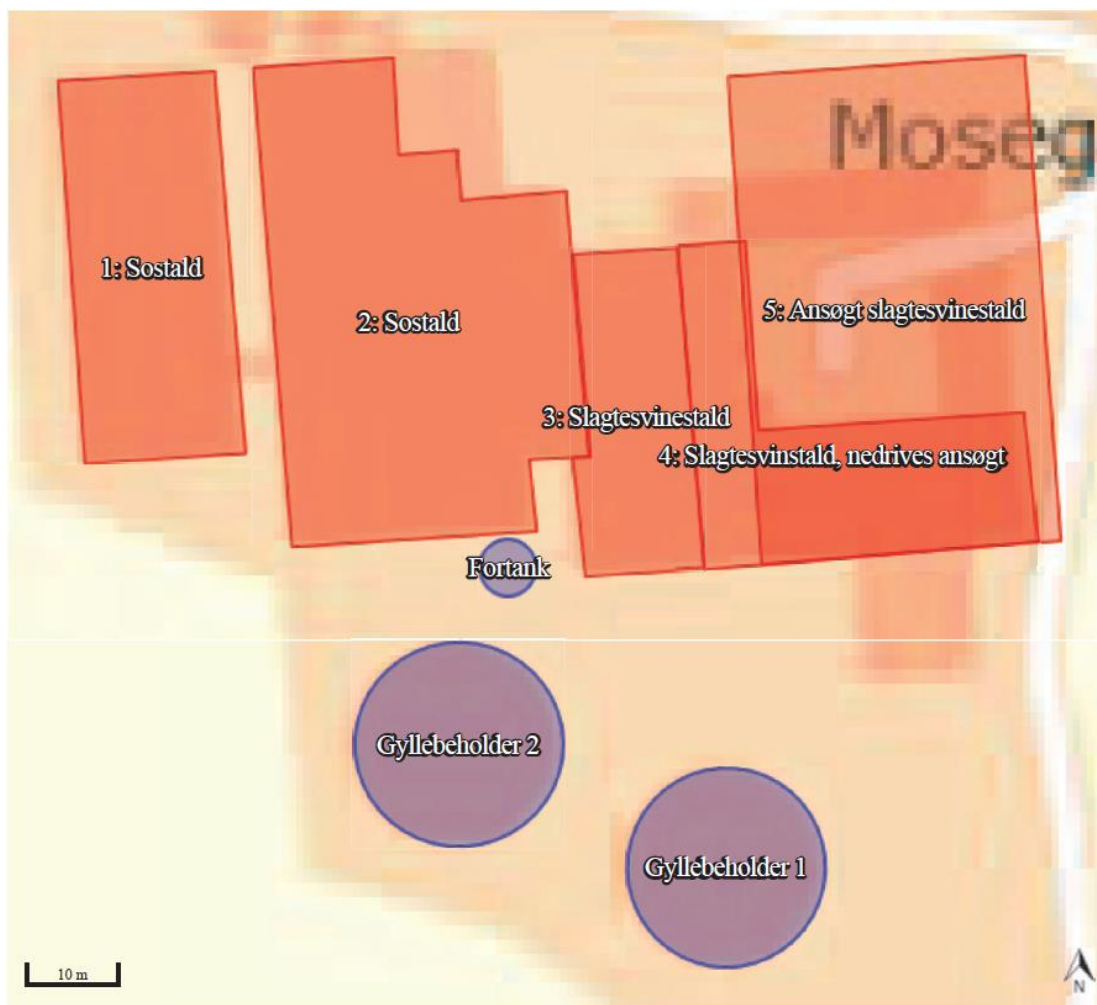 Moseg
1: Sostald
2: Sostald
5: Ansøgt slagtesvinestald
3: Slagtesvinestald
4: Slagtesvinstald, nedrives ansøgt
Fortank
Gyllebeholder 2
Gyllebeholder 1
10 m
N